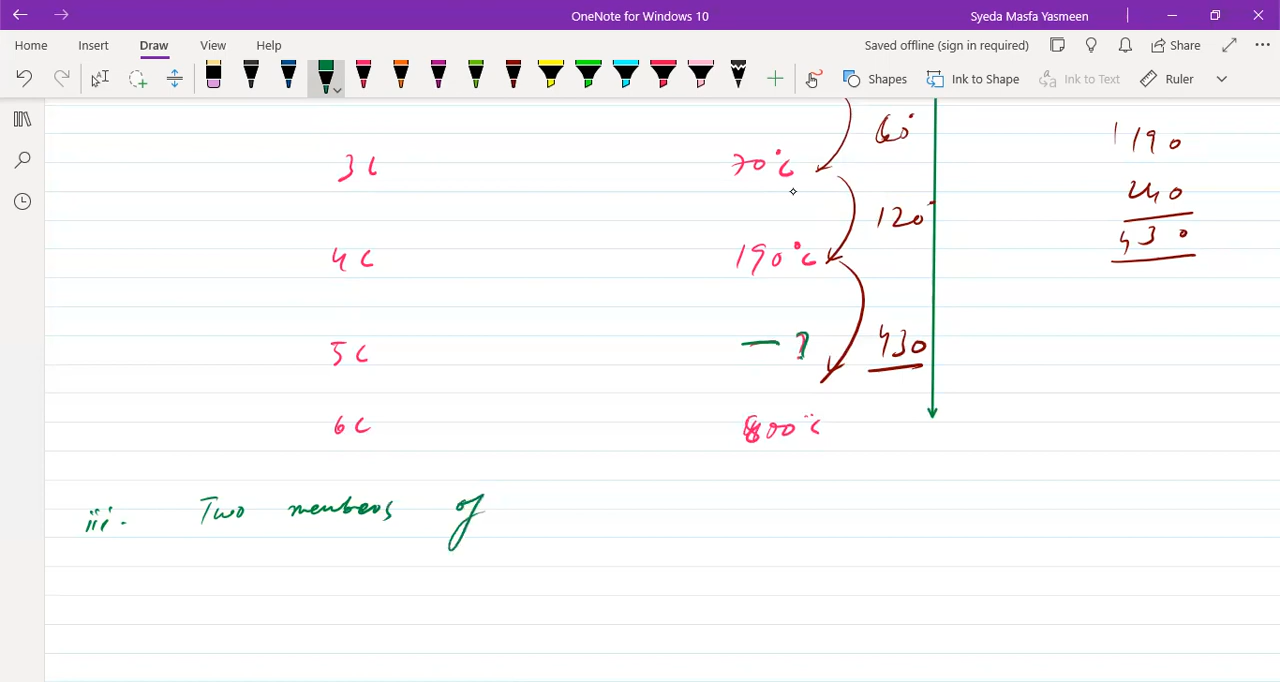 OneNote for Windows 10
Syeda Masfa Yasmeen
Home Insert Draw View Help
Saved offline (sign in required)
Share
Shapes
Ink to Shape
Ink to Text
Ruler
60°
190
3C 70°C
240
120°
430
4C 190°C
5C — ? 430
6C 800°C
iii. Two members of